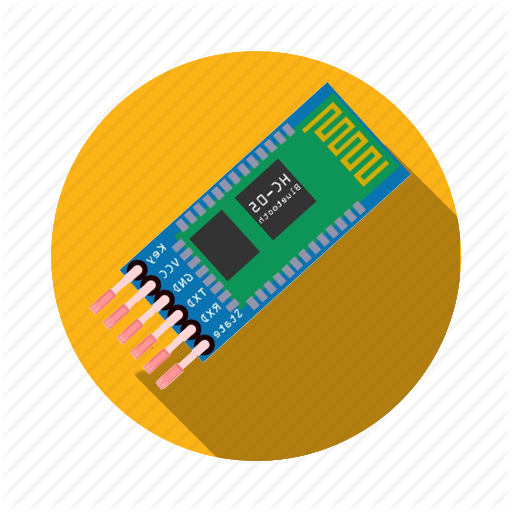 HC-05
Bluetooth
Key
VCC
GND
TXD
RXD
State